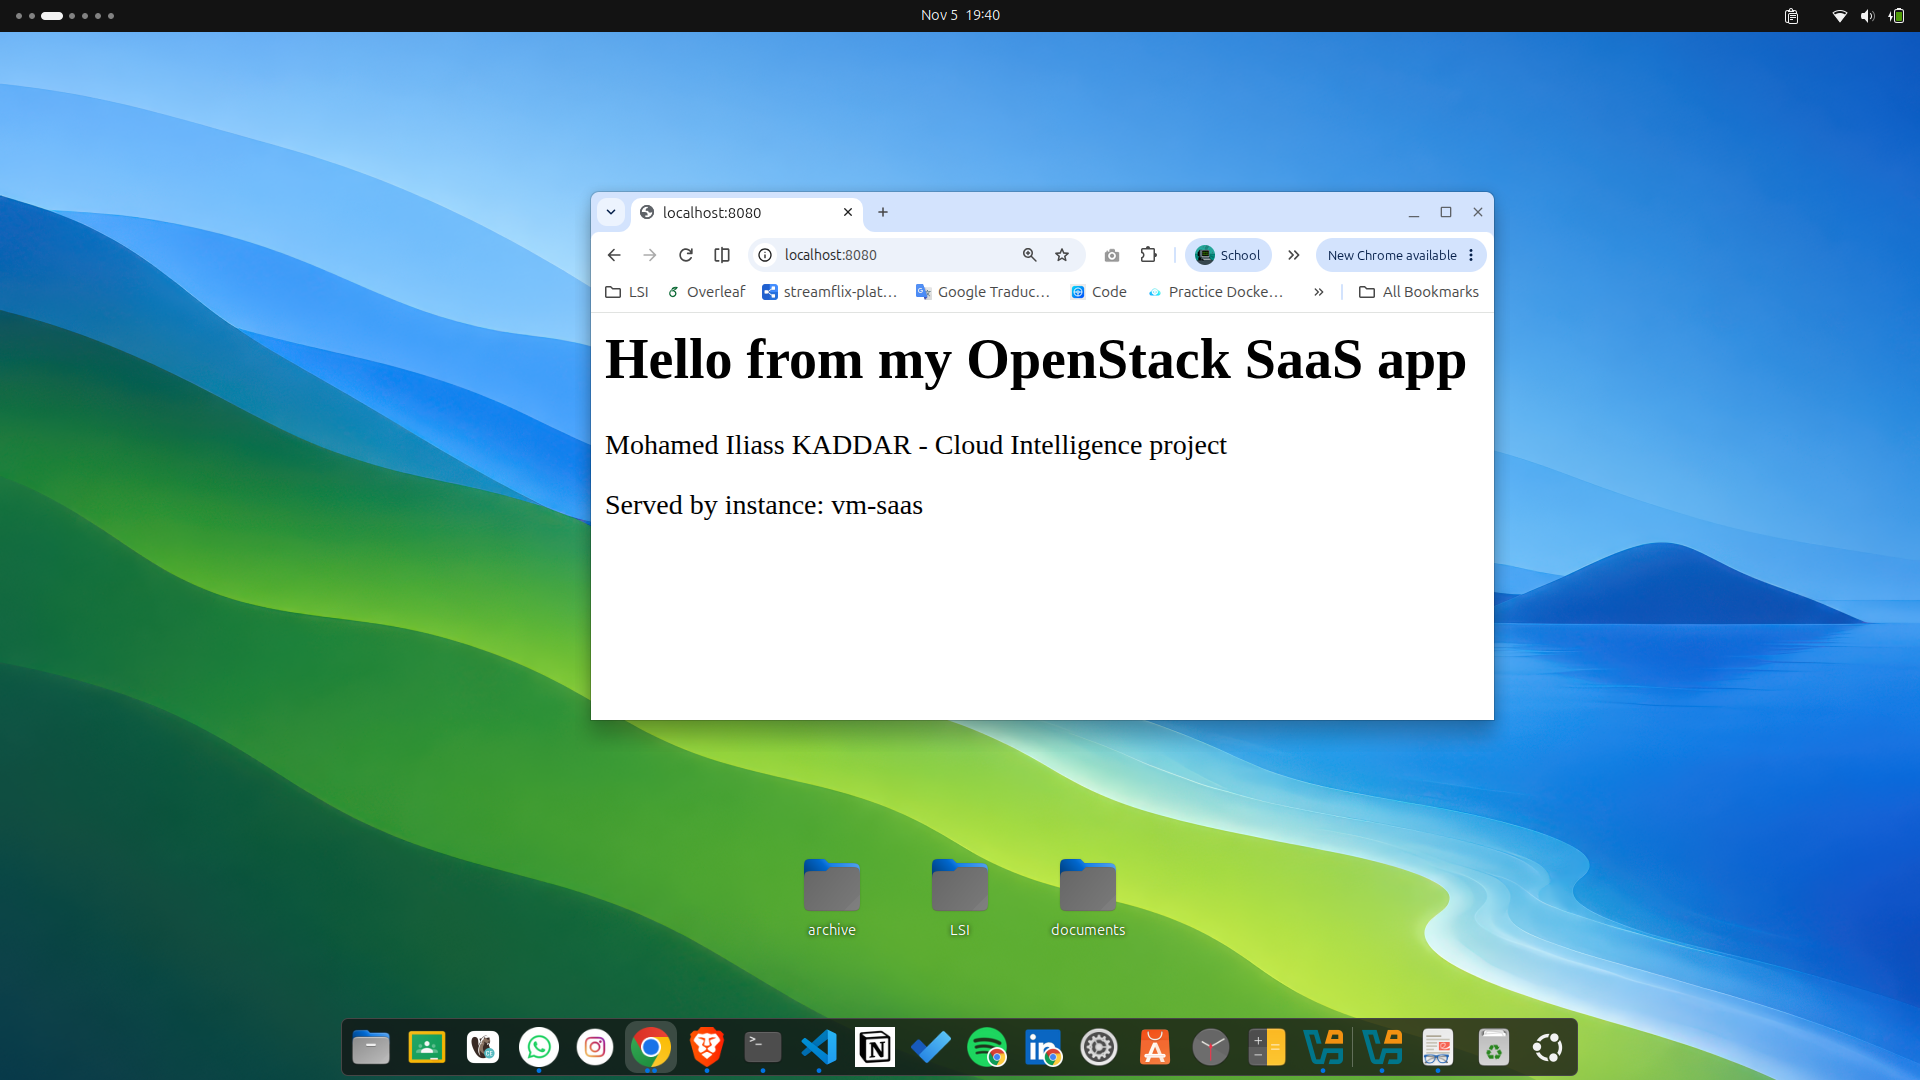 Nov 5 19:40
localhost:8080
localhost:8080
School
New Chrome available
LSI
Overleaf
streamflix-plat...
Google Traduc...
Code
Practice Docke...
All Bookmarks
Hello from my OpenStack SaaS app
Mohamed Iliass KADDAR - Cloud Intelligence project
Served by instance: vm-saas
archive
LSI
documents